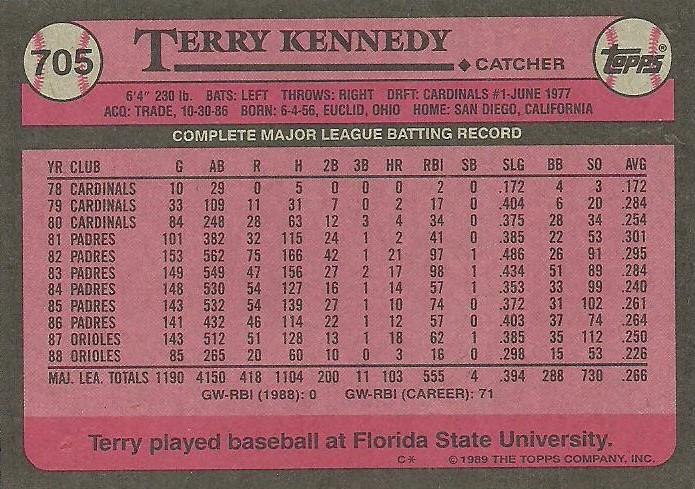 705
TERRY KENNEDY
CATCHER
Topps®
6'4" 230 lb. BATS: LEFT THROWS: RIGHT DRFT: CARDINALS #1-JUNE 1977
ACQ: TRADE, 10-30-86 BORN: 6-4-56, EUCLID, OHIO HOME: SAN DIEGO, CALIFORNIA
COMPLETE MAJOR LEAGUE BATTING RECORD
YR CLUB G AB R H 2B 3B HR RBI SB SLG BB SO AVG
78 CARDINALS 10 29 0 5 0 0 0 2 0 .172 4 3 .172
79 CARDINALS 33 109 11 31 7 0 2 17 0 .404 6 20 .284
80 CARDINALS 84 248 28 63 12 3 4 34 0 .375 28 34 .254
81 PADRES 101 382 32 115 24 1 2 41 0 .385 22 53 .301
82 PADRES 153 562 75 166 42 1 21 97 1 .486 26 91 .295
83 PADRES 149 549 47 156 27 2 17 98 1 .434 51 89 .284
84 PADRES 148 530 54 127 16 1 14 57 1 .353 33 99 .240
85 PADRES 143 532 54 139 27 1 10 74 0 .372 31 102 .261
86 PADRES 141 432 46 114 22 1 12 57 0 .403 37 74 .264
87 ORIOLES 143 512 51 128 13 1 18 62 1 .385 35 112 .250
88 ORIOLES 85 265 20 60 10 0 3 16 0 .298 15 53 .226
MAJ. LEA. TOTALS 1190 4150 418 1104 200 11 103 555 4 .394 288 730 .266
GW-RBI (1988): 0 GW-RBI (CAREER): 71
Terry played baseball at Florida State University.
C* © 1989 THE TOPPS COMPANY, INC.